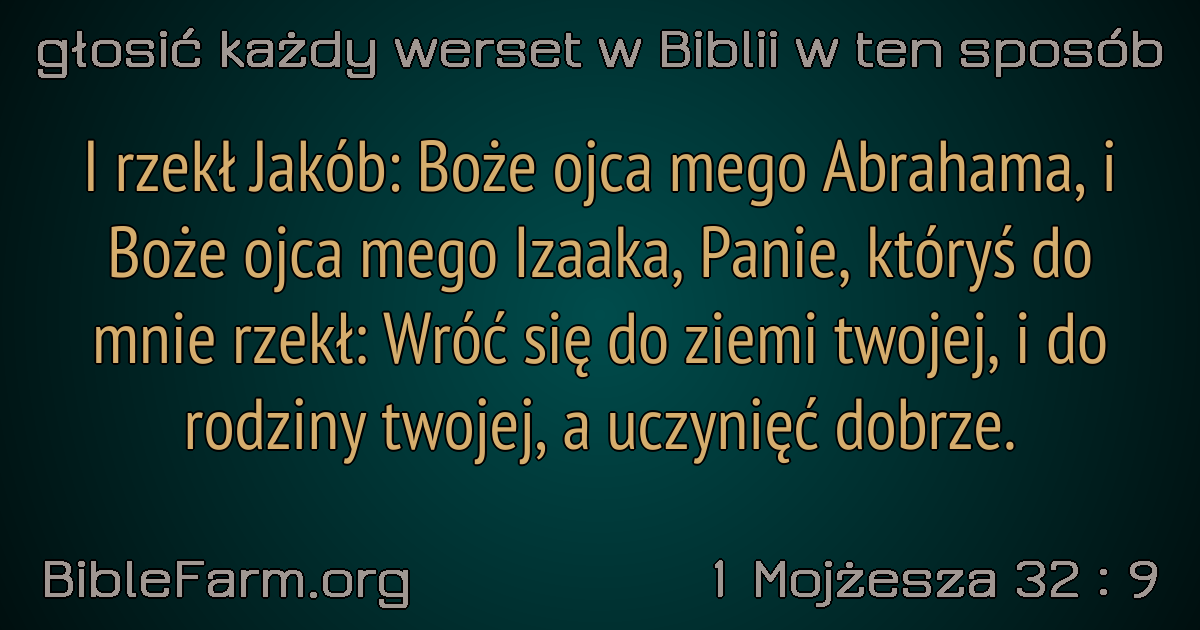 głosić każdy werset w Biblii w ten sposób
I rzekł Jakób: Boże ojca mego Abrahama, i
Boże ojca mego Izaaka, Panie, któryś do
mnie rzekł: Wróć się do ziemi twojej, i do
rodziny twojej, a uczynięć dobrze.
BibleFarm.org
1 Mojżesza 32 : 9